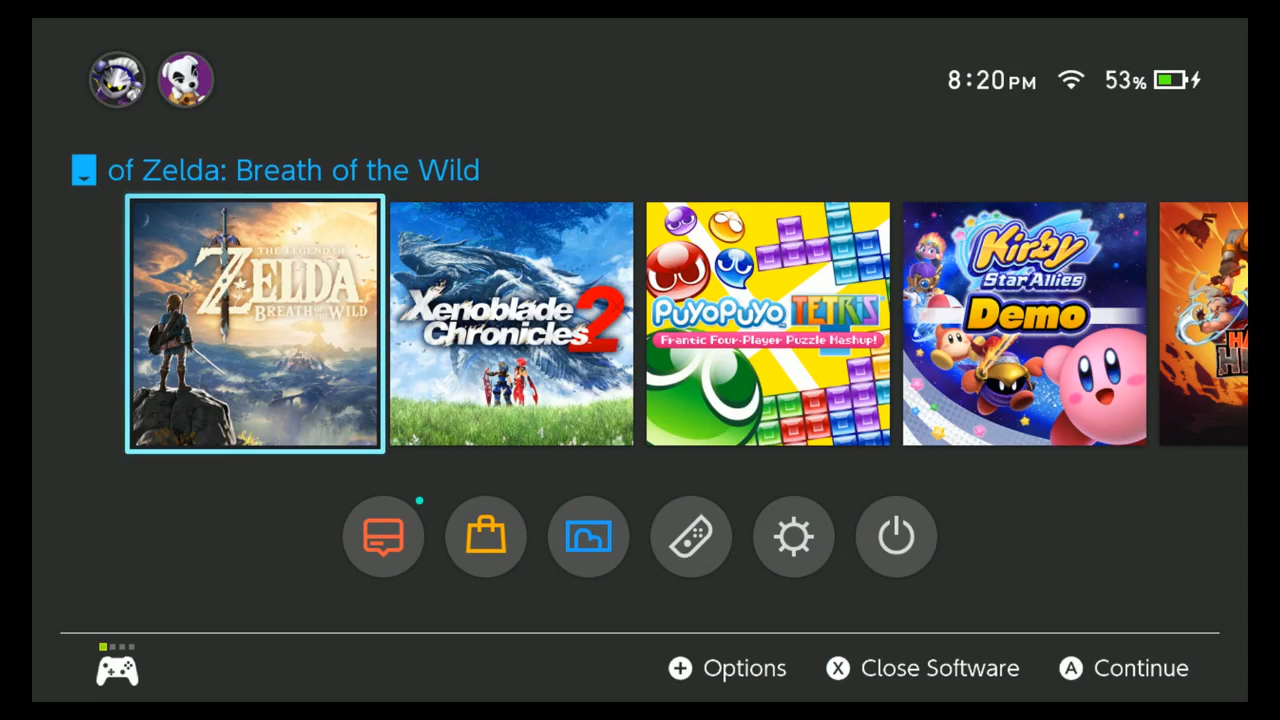 8:20PM 53%
of Zelda: Breath of the Wild
THE LEGEND OF
ZELDA
BREATH OF THE WILD
Xenoblade
Chronicles 2
PUYOPUYO TETRIS
Frantic Four-Player Puzzle Mashup!
Kirby
Star Allies
Demo
+ Options
X Close Software
A Continue